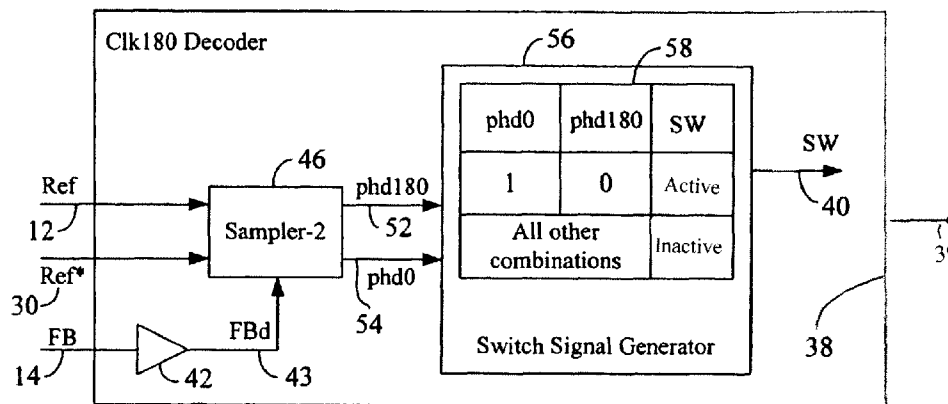 Clk180 Decoder
56
58
phd0 phd180 SW
1 0 Active
All other combinations Inactive
Switch Signal Generator
SW
40
46
Ref
12
Sampler-2
phd180
52
Ref*
30
phd0
54
FB
14
42
FBd
43
38
39